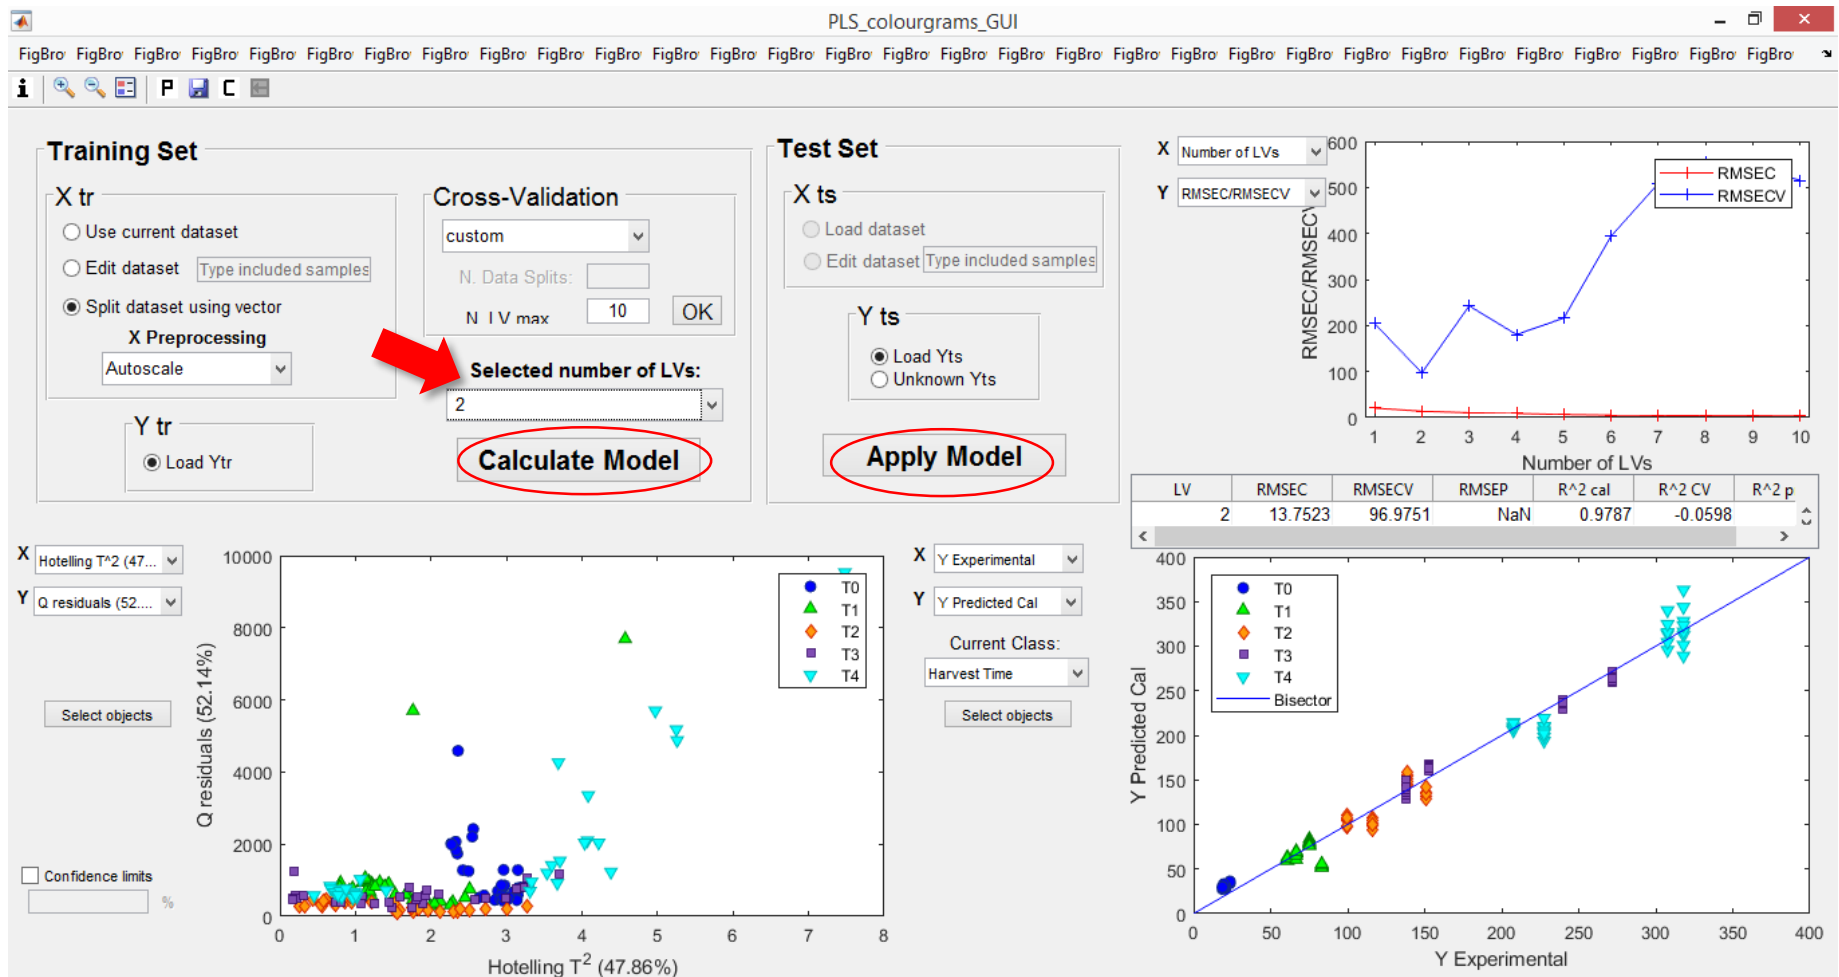 PLS_colourgrams_GUI
FigBro FigBro FigBro FigBro FigBro FigBro FigBro FigBro FigBro FigBro FigBro FigBro FigBro FigBro FigBro FigBro FigBro FigBro FigBro FigBro FigBro FigBro FigBro FigBro FigBro FigBro FigBro FigBro FigBro FigBro FigBro
i P C
Training Set
X tr
Use current dataset
Edit dataset Type included samples
Split dataset using vector
X Preprocessing
Autoscale
Y tr
Load Ytr
Cross-Validation
custom
N. Data Splits:
N. LV max 10 OK
Selected number of LVs:
2
Calculate Model
Test Set
X ts
Load dataset
Edit dataset Type included samples
Y ts
Load Yts
Unknown Yts
Apply Model
X Number of LVs
Y RMSEC/RMSECV
RMSEC/RMSECV
600
500
400
300
200
100
0
RMSEC
RMSECV
1 2 3 4 5 6 7 8 9 10
Number of LVs
LV RMSEC RMSECV RMSEP R^2 cal R^2 CV R^2 p
2 13.7523 96.9751 NaN 0.9787 -0.0598
X Hotelling T^2 (47...
Y Q residuals (52....
Select objects
Confidence limits
%
Q residuals (52.14%)
10000
8000
6000
4000
2000
0
T0
T1
T2
T3
T4
0 1 2 3 4 5 6 7 8
Hotelling T2 (47.86%)
X Y Experimental
Y Y Predicted Cal
Current Class:
Harvest Time
Select objects
Y Predicted Cal
400
350
300
250
200
150
100
50
0
T0
T1
T2
T3
T4
Bisector
0 50 100 150 200 250 300 350 400
Y Experimental